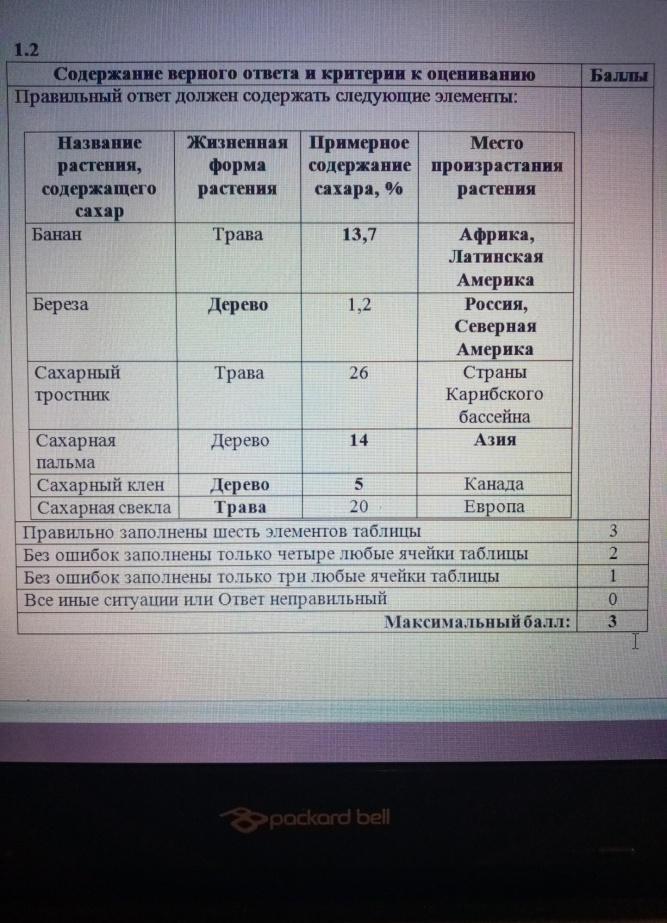 1.2
Содержание верного ответа и критерии к оцениванию
Баллы
Правильный ответ должен содержать следующие элементы:
Название
растения,
содержащего
сахар
Жизненная
форма
растения
Примерное
содержание
сахара, %
Место
произрастания
растения
Банан
Трава
13,7
Африка,
Латинская
Америка
Береза
Дерево
1,2
Россия,
Северная
Америка
Сахарный
тростник
Трава
26
Страны
Карибского
бассейна
Сахарная
пальма
Дерево
14
Азия
Сахарный клен
Дерево
5
Канада
Сахарная свекла
Трава
20
Европа
Правильно заполнены шесть элементов таблицы
3
Без ошибок заполнены только четыре любые ячейки таблицы
2
Без ошибок заполнены только три любые ячейки таблицы
1
Все иные ситуации или Ответ неправильный
0
Максимальный балл:
3
packard bell